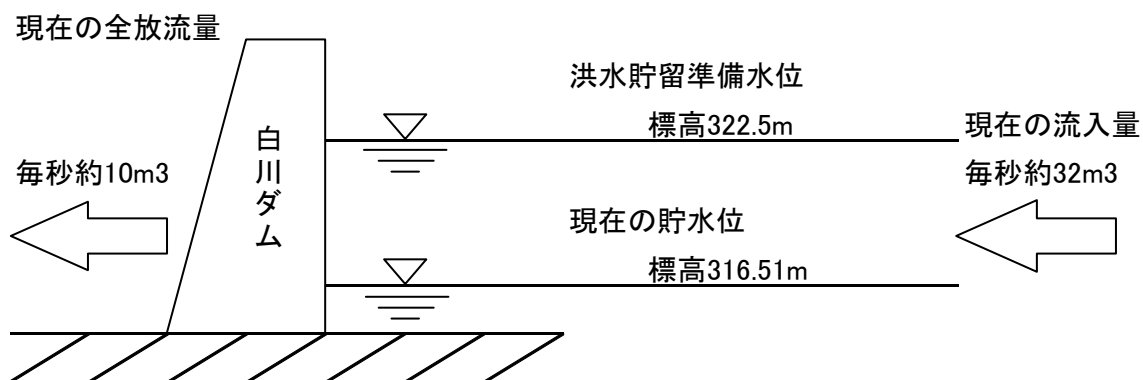 現在の全放流量
毎秒約10m3
白川ダム
洪水貯留準備水位
標高322.5m
現在の貯水位
標高316.51m
現在の流入量
毎秒約32m3